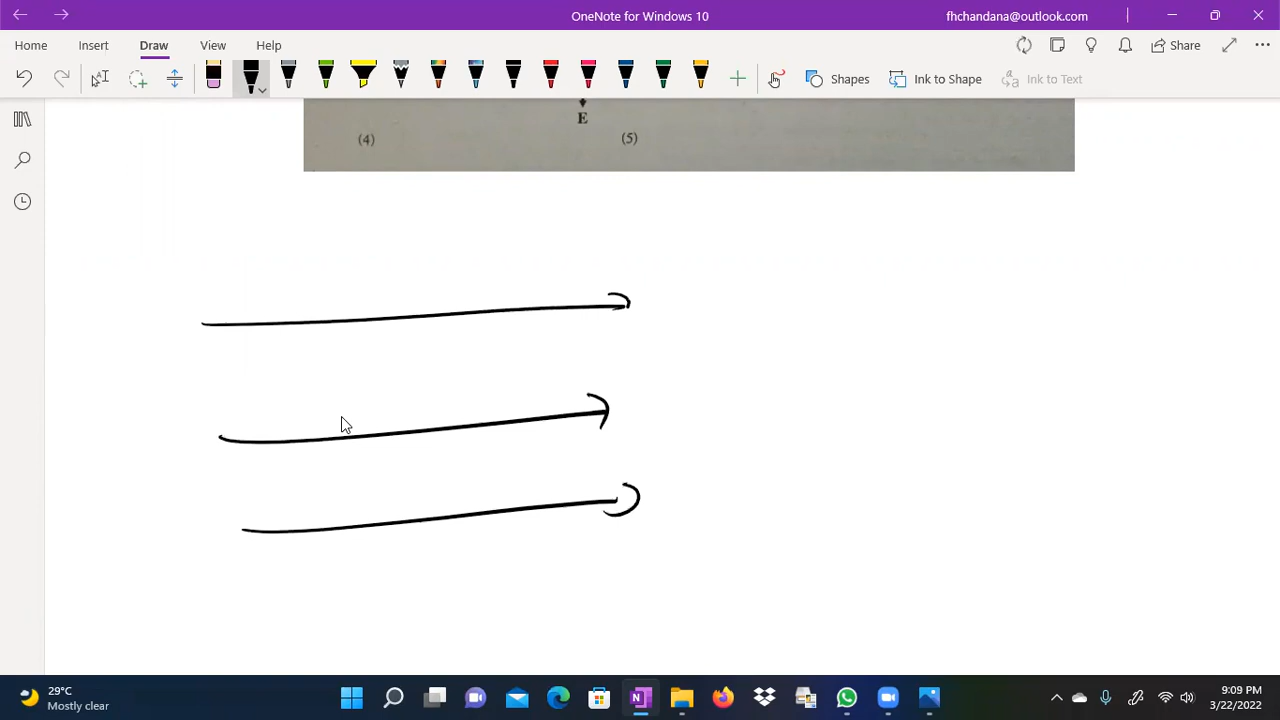 OneNote for Windows 10
fhchandana@outlook.com
Home
Insert
Draw
View
Help
Share
Shapes
Ink to Shape
Ink to Text
E
(4)
(5)
29°C
Mostly clear
9:09 PM
3/22/2022